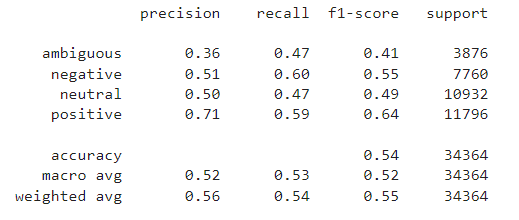 precision recall f1-score support
ambiguous 0.36 0.47 0.41 3876
negative 0.51 0.60 0.55 7760
neutral 0.50 0.47 0.49 10932
positive 0.71 0.59 0.64 11796
accuracy 0.54 34364
macro avg 0.52 0.53 0.52 34364
weighted avg 0.56 0.54 0.55 34364